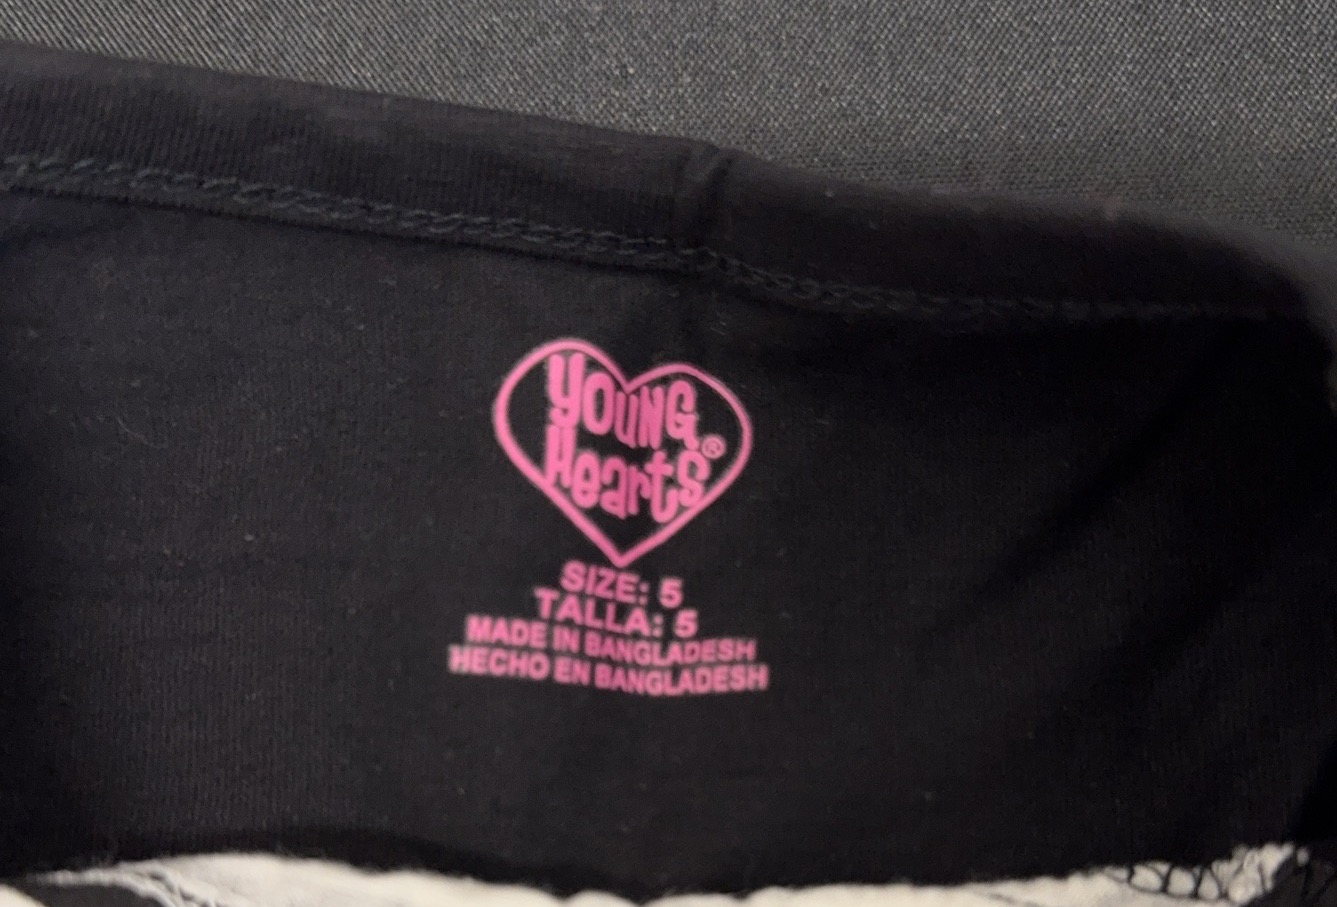 Young
Hearts®
SIZE: 5
TALLA: 5
MADE IN BANGLADESH
HECHO EN BANGLADESH